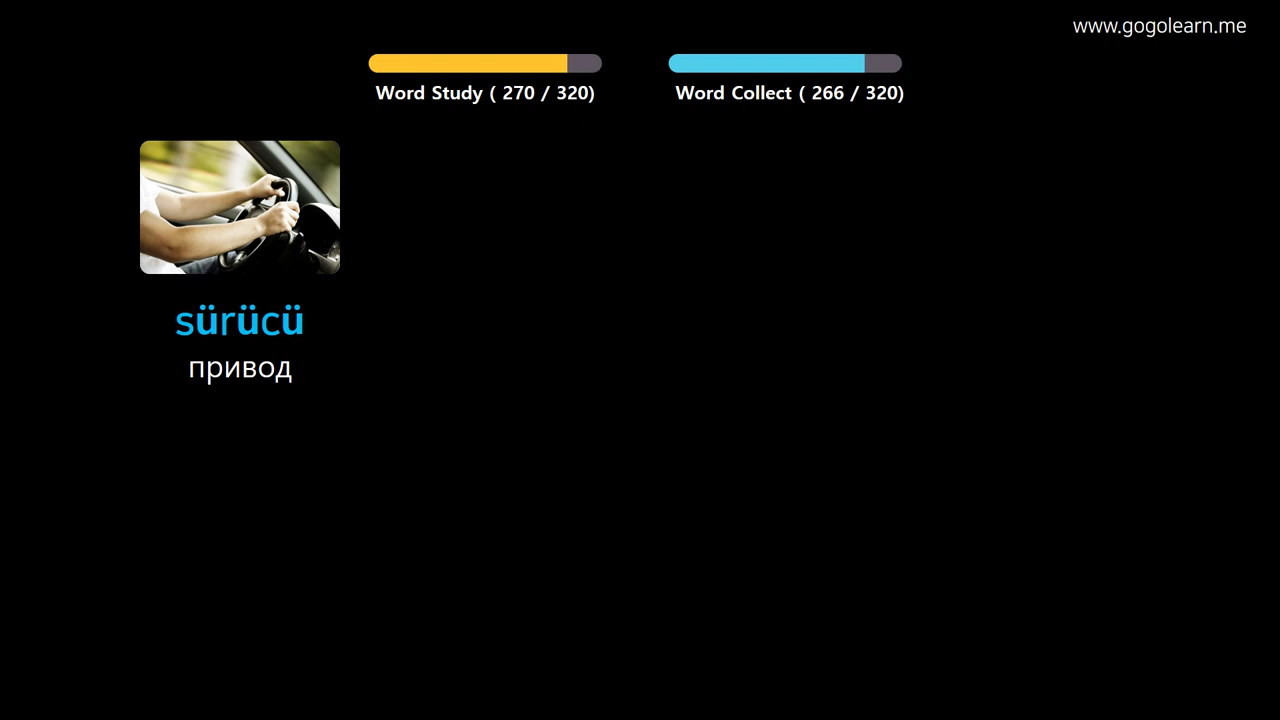 www.gogolearn.me
Word Study ( 270 / 320)
Word Collect ( 266 / 320)
sürücü
привод